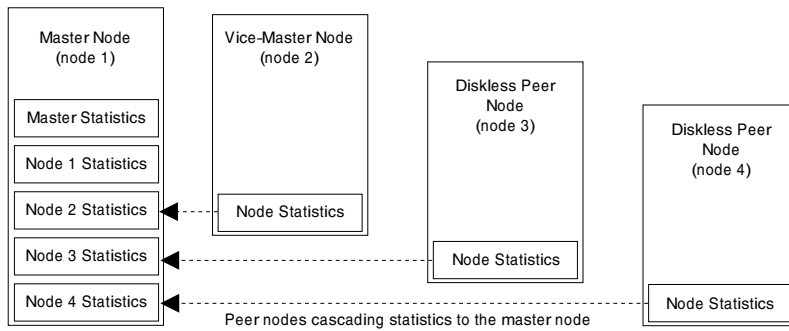 Master Node
(node 1)
Master Statistics
Node 1 Statistics
Node 2 Statistics
Node 3 Statistics
Node 4 Statistics
Vice-Master Node
(node 2)
Node Statistics
Diskless Peer
Node
(node 3)
Node Statistics
Diskless Peer
Node
(node 4)
Node Statistics
Peer nodes cascading statistics to the master node